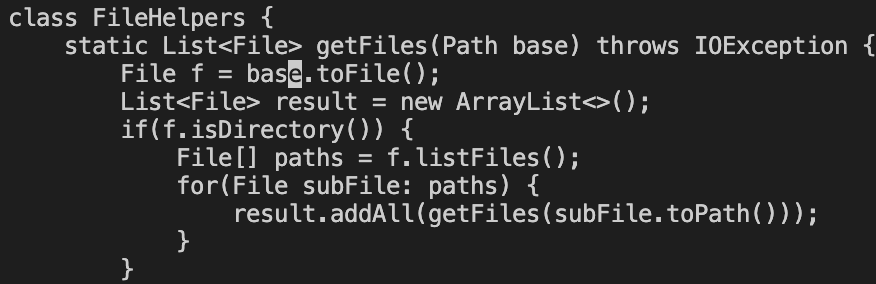 class FileHelpers {
    static List<File> getFiles(Path base) throws IOException {
        File f = base.toFile();
        List<File> result = new ArrayList<>();
        if(f.isDirectory()) {
            File[] paths = f.listFiles();
            for(File subFile: paths) {
                result.addAll(getFiles(subFile.toPath()));
            }
        }